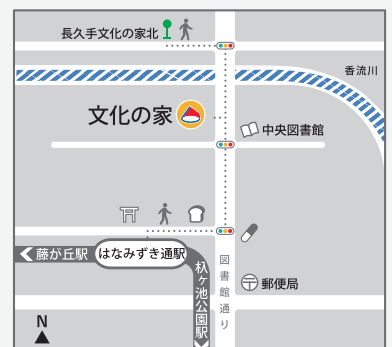 長久手文化の家北
香流川
文化の家
中央図書館
藤が丘駅
はなみずき通駅
杁ヶ池公園駅
図書館通り
郵便局
N